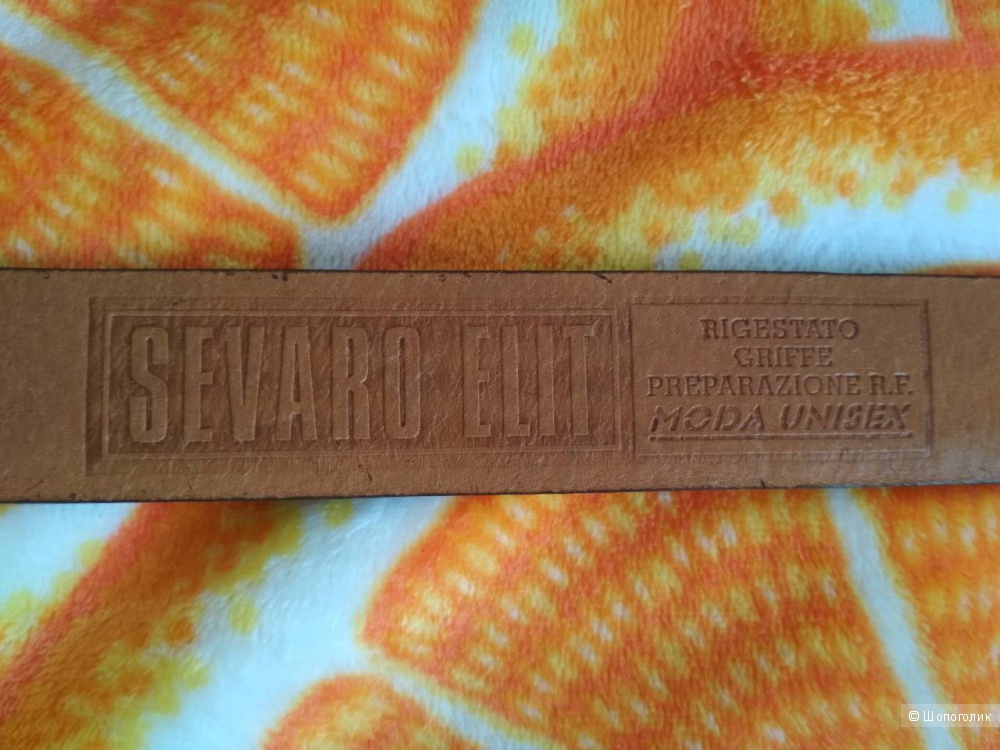 SEVARO ELIT
RIGESTATO
GRIFFE
PREPARAZIONE R.F.
MODA UNISEX
© Шопоголик